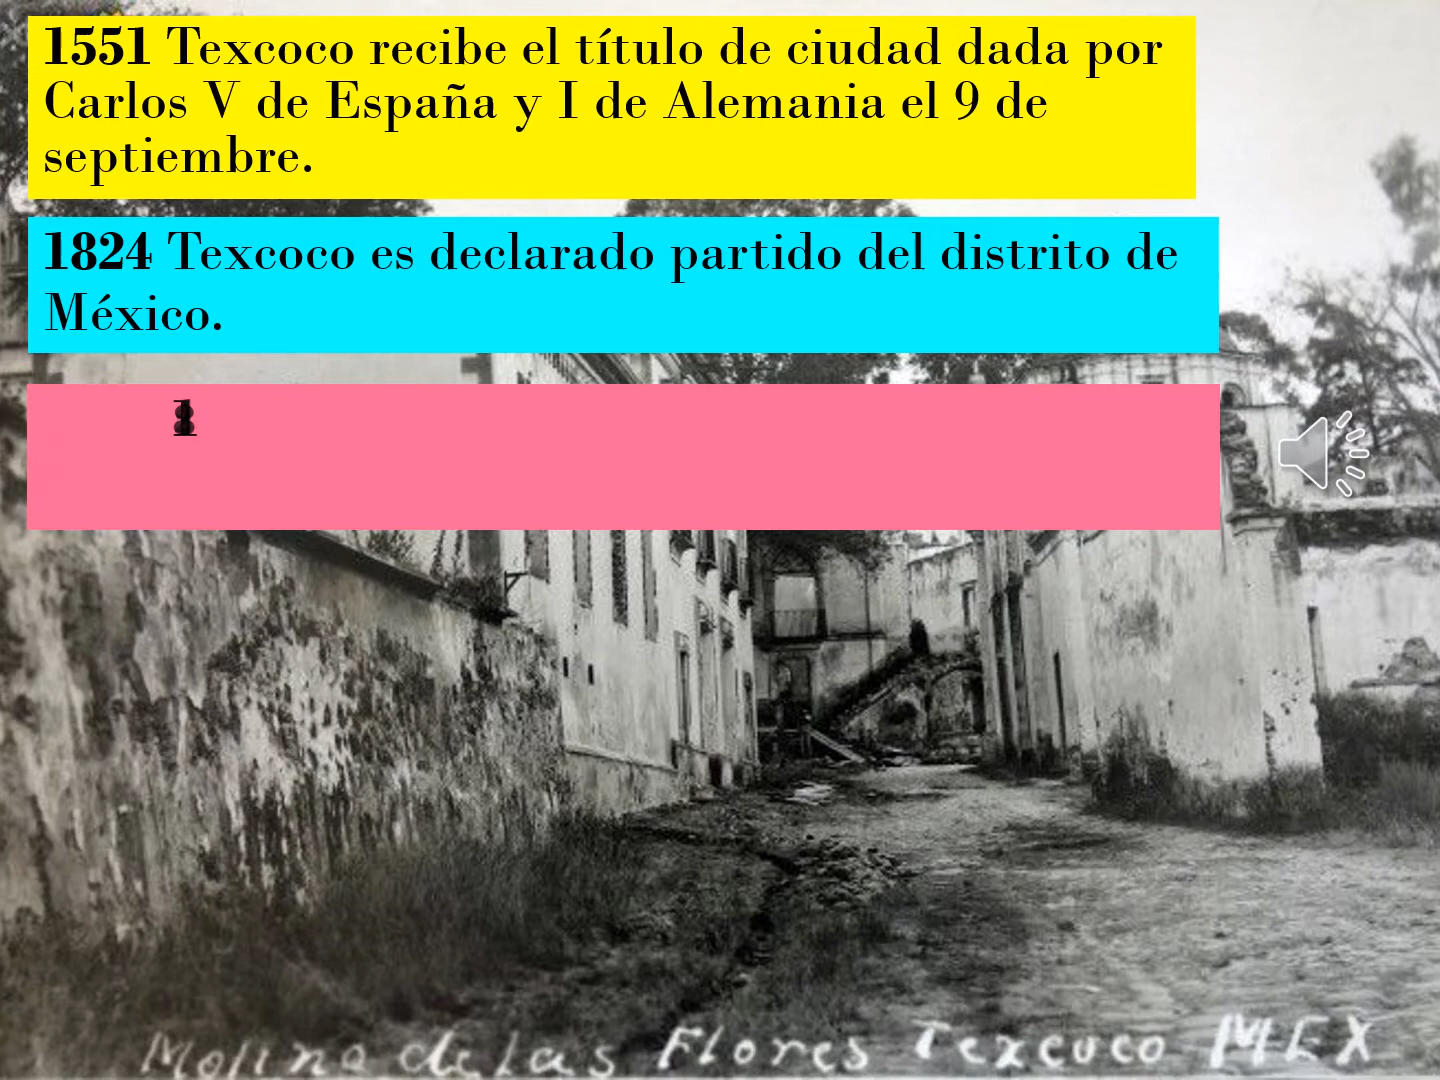 1551 Texcoco recibe el título de ciudad dada por
Carlos V de España y I de Alemania el 9 de
septiembre.
1824 Texcoco es declarado partido del distrito de
México.
Molino de las Flores Texcuco MEX